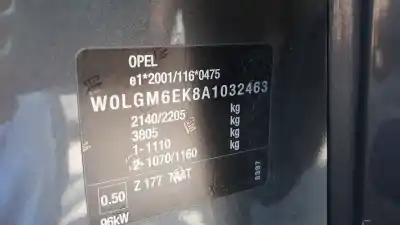 OPEL
e1*2001/116*0475
W0LGM6EK8A1032463
2140/2205 kg
3805 kg
1-1110 kg
2-1070/1160 kg
Z 177
0.50
96kW